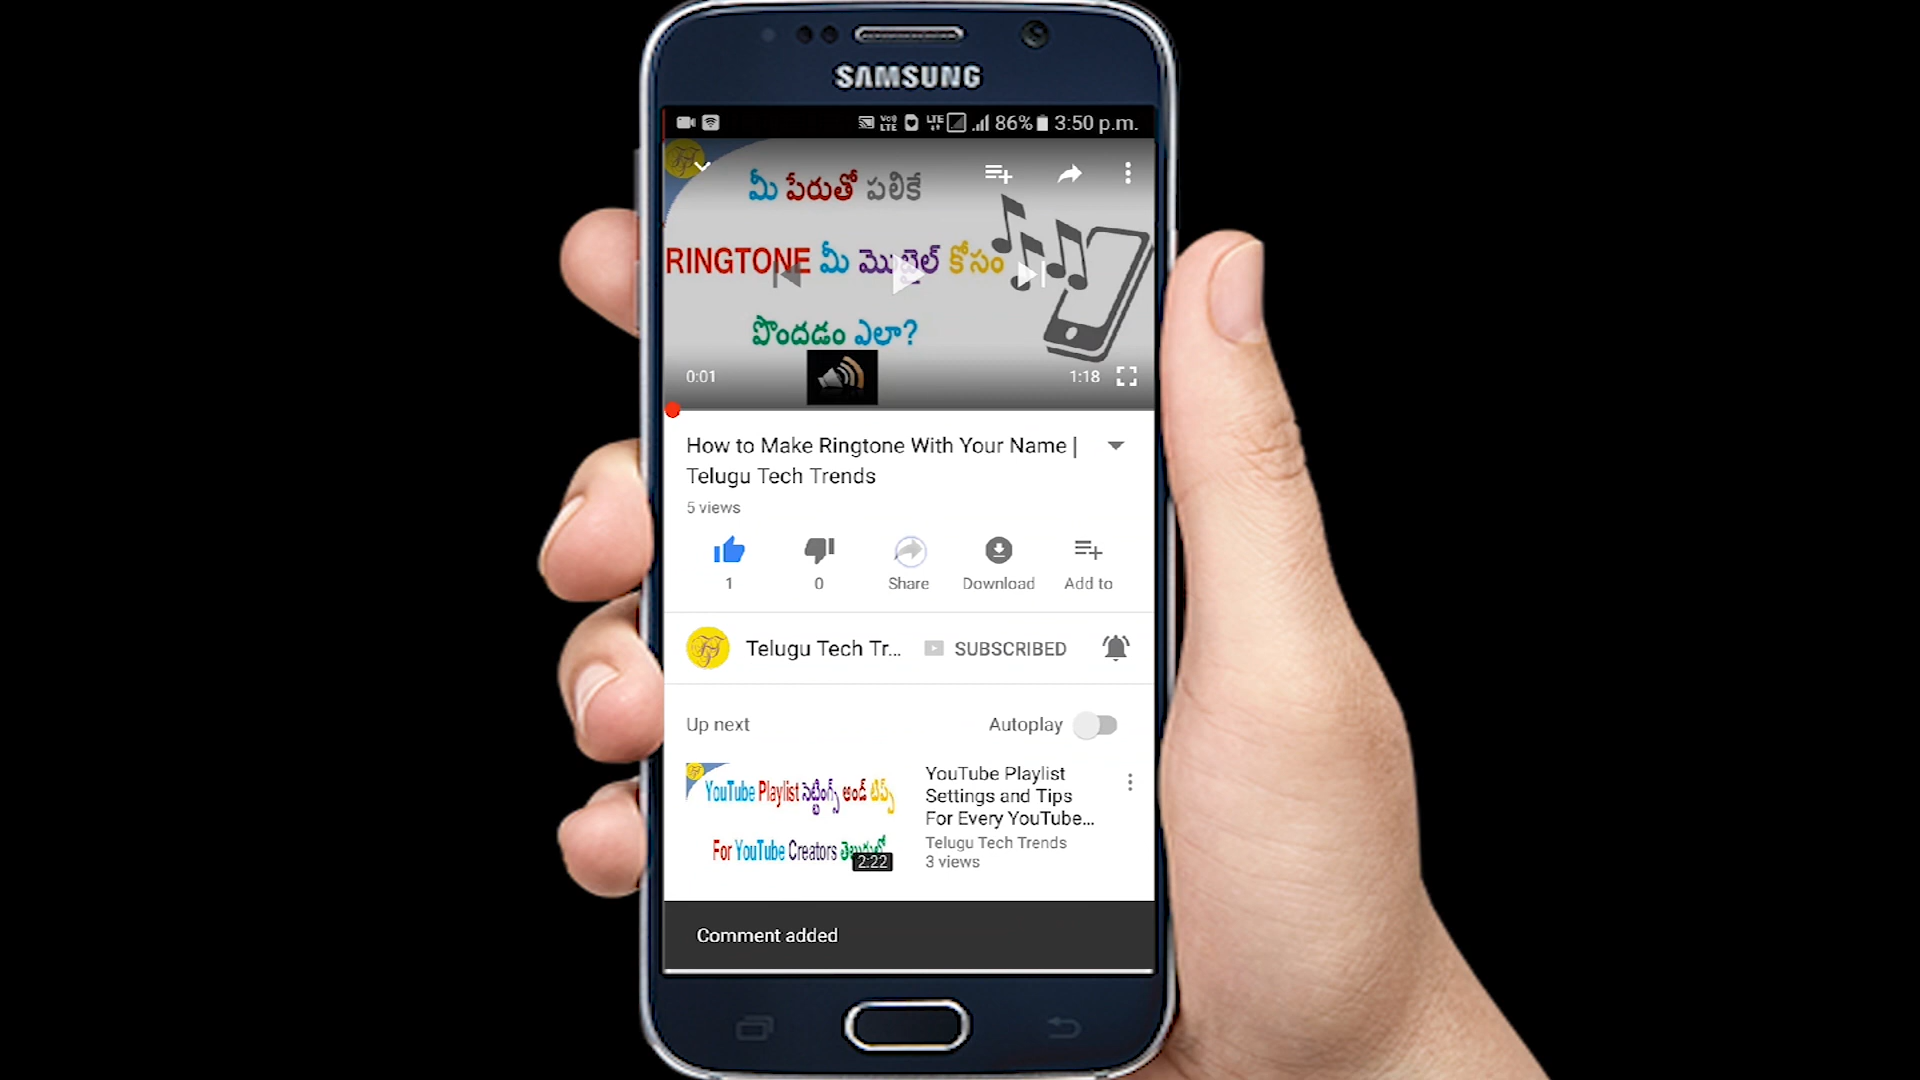 SAMSUNG
VoLTE LTE 86% 3:50 p.m.
మీ పేరుతో పలికే
RINGTONE మీ మొబైల్ కోసం
పొందడం ఎలా?
0:01
1:18
How to Make Ringtone With Your Name |
Telugu Tech Trends
5 views
1
0
Share
Download
Add to
Telugu Tech Tr...
SUBSCRIBED
Up next
Autoplay
YouTube Playlist సెట్టింగ్స్ అండ్ టిప్స్
For YouTube Creators తెలుగులో
2:22
YouTube Playlist
Settings and Tips
For Every YouTube...
Telugu Tech Trends
3 views
Comment added